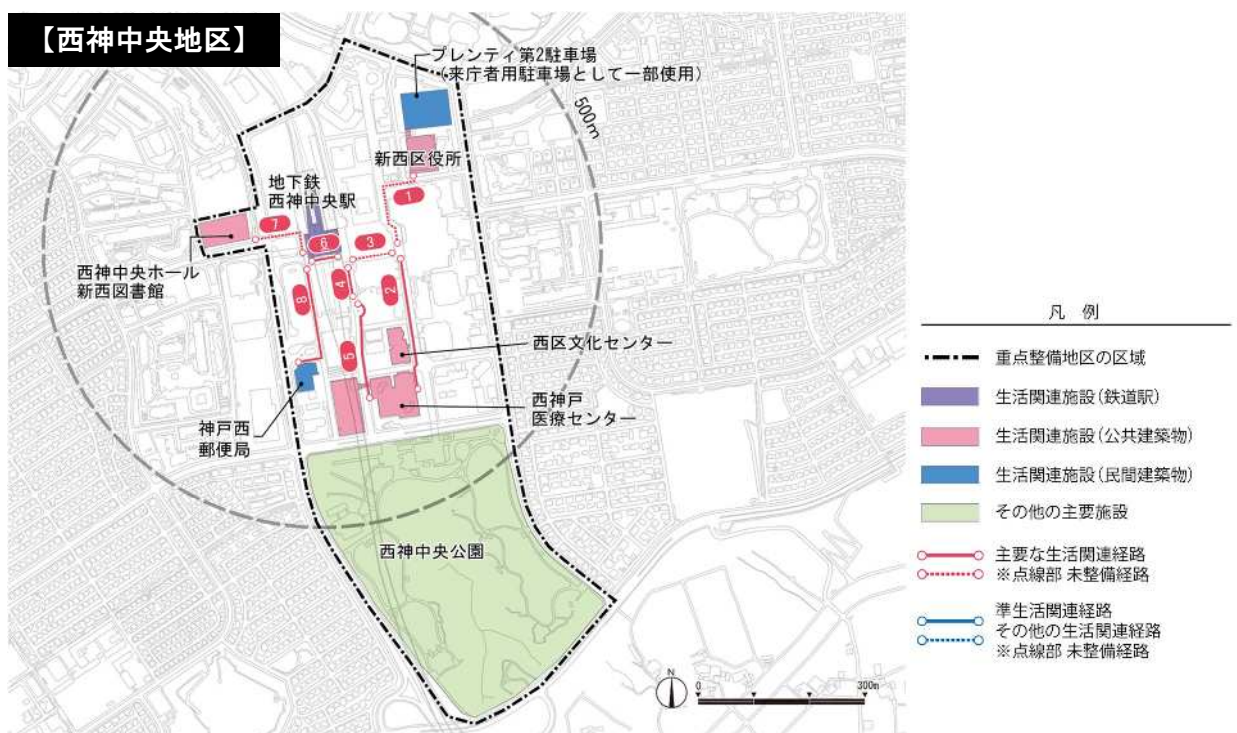 【西神中央地区】
プレンティ第2駐車場
(来庁者用駐車場として一部使用)
500m
新西区役所
地下鉄
西神中央駅
1
7
6
3
西神中央ホール
新西図書館
8
4
2
5
西区文化センター
西神戸
医療センター
神戸西
郵便局
西神中央公園
N
0
300m
凡 例
重点整備地区の区域
生活関連施設(鉄道駅)
生活関連施設(公共建築物)
生活関連施設(民間建築物)
その他の主要施設
主要な生活関連経路
※点線部 未整備経路
準生活関連経路
その他の生活関連経路
※点線部 未整備経路